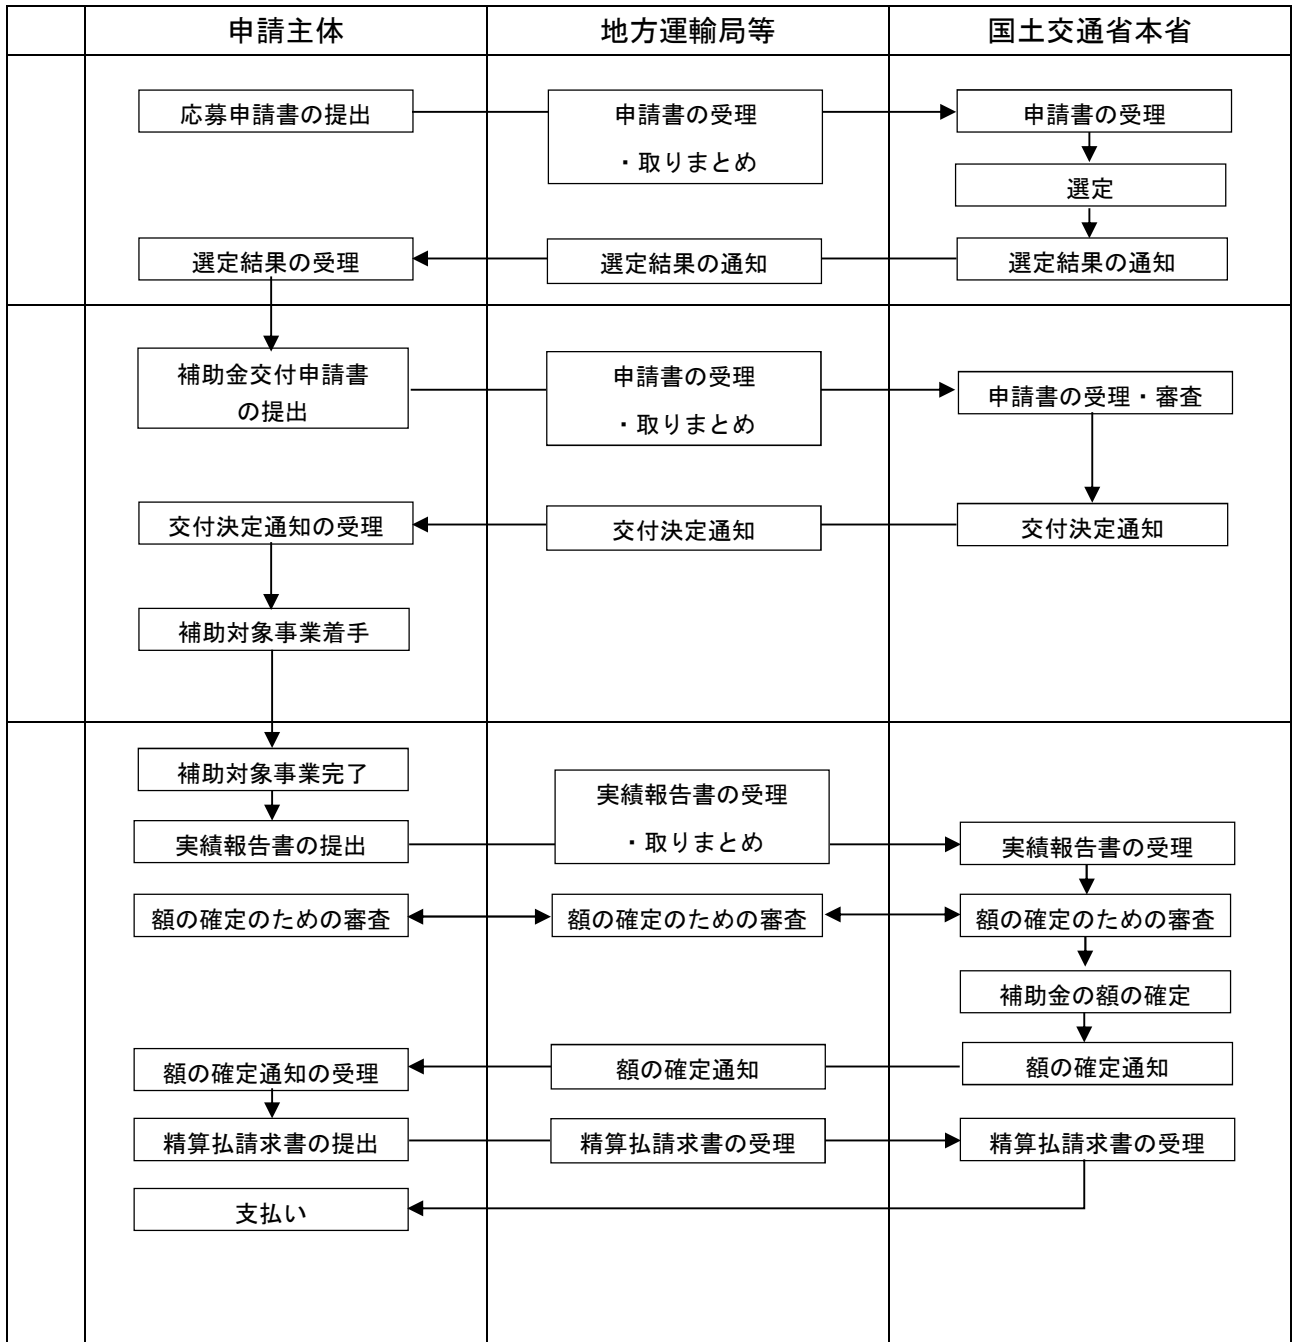 申請主体
地方運輸局等
国土交通省本省
応募申請書の提出
申請書の受理
・取りまとめ
申請書の受理
選定
選定結果の受理
選定結果の通知
選定結果の通知
補助金交付申請書
の提出
申請書の受理
・取りまとめ
申請書の受理・審査
交付決定通知の受理
交付決定通知
交付決定通知
補助対象事業着手
補助対象事業完了
実績報告書の提出
実績報告書の受理
・取りまとめ
実績報告書の受理
額の確定のための審査
額の確定のための審査
額の確定のための審査
補助金の額の確定
額の確定通知の受理
額の確定通知
額の確定通知
精算払請求書の提出
精算払請求書の受理
精算払請求書の受理
支払い